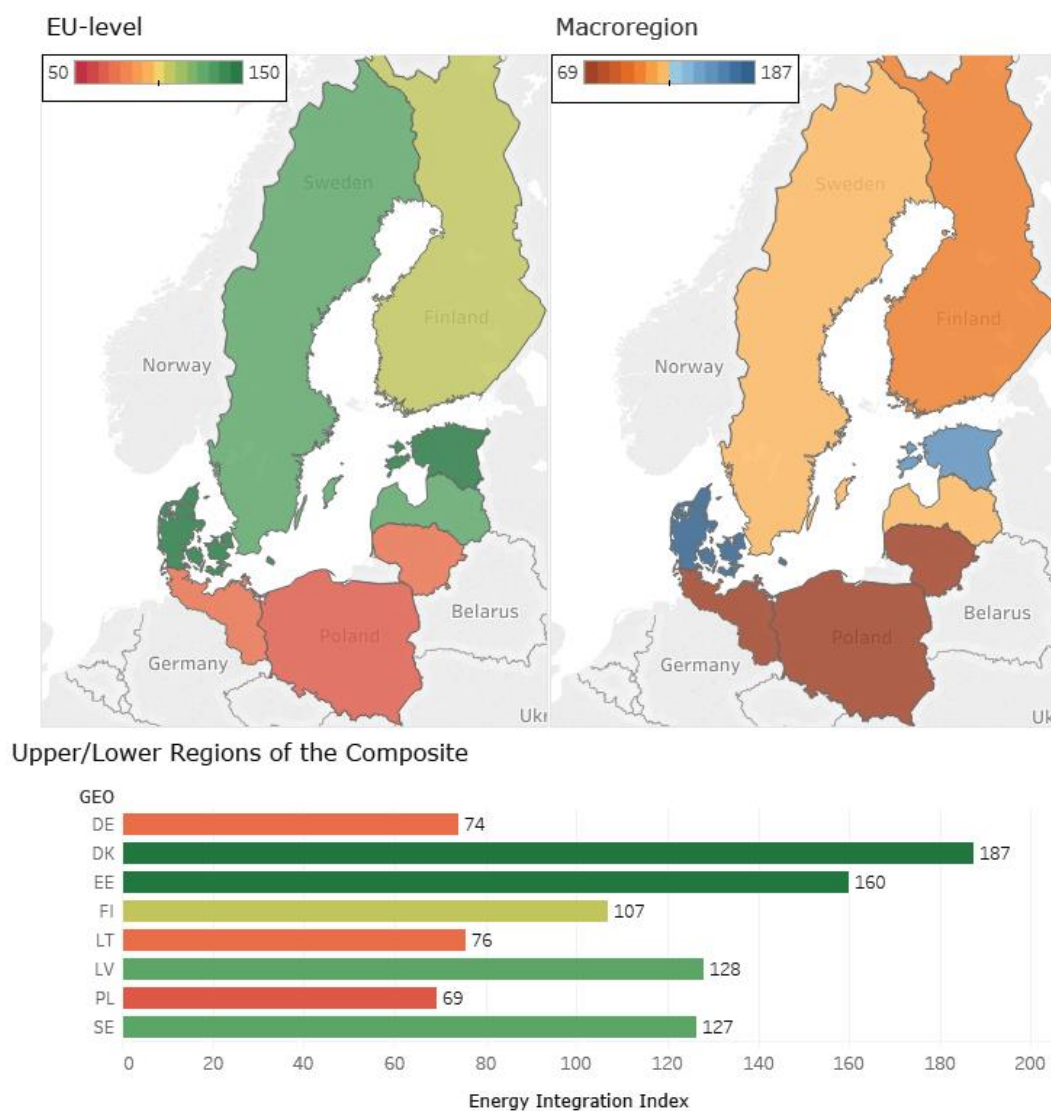 EU-level
50 150
Sweden
Finland
Norway
Belarus
Poland
Germany
Ukr
Macroregion
69 187
Sweden
Finland
Norway
Belarus
Poland
Germany
Uk
Upper/Lower Regions of the Composite
GEO
DE 74
DK 187
EE 160
FI 107
LT 76
LV 128
PL 69
SE 127
0 20 40 60 80 100 120 140 160 180 200
Energy Integration Index